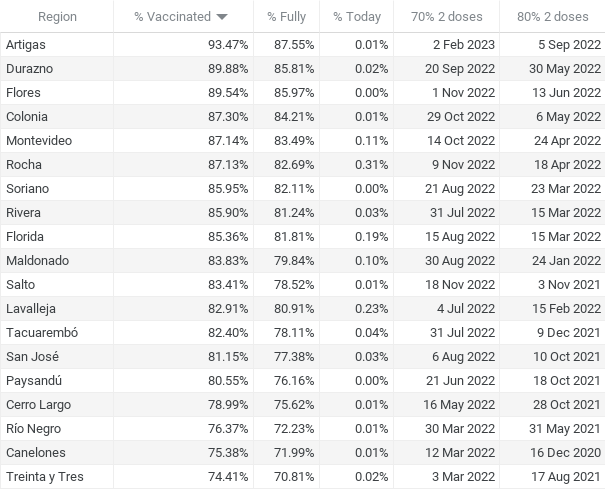 Region % Vaccinated % Fully % Today 70% 2 doses 80% 2 doses
Artigas 93.47% 87.55% 0.01% 2 Feb 2023 5 Sep 2022
Durazno 89.88% 85.81% 0.02% 20 Sep 2022 30 May 2022
Flores 89.54% 85.97% 0.00% 1 Nov 2022 13 Jun 2022
Colonia 87.30% 84.21% 0.01% 29 Oct 2022 6 May 2022
Montevideo 87.14% 83.49% 0.11% 14 Oct 2022 24 Apr 2022
Rocha 87.13% 82.69% 0.31% 9 Nov 2022 18 Apr 2022
Soriano 85.95% 82.11% 0.00% 21 Aug 2022 23 Mar 2022
Rivera 85.90% 81.24% 0.03% 31 Jul 2022 15 Mar 2022
Florida 85.36% 81.81% 0.19% 15 Aug 2022 15 Mar 2022
Maldonado 83.83% 79.84% 0.10% 30 Aug 2022 24 Jan 2022
Salto 83.41% 78.52% 0.01% 18 Nov 2022 3 Nov 2021
Lavalleja 82.91% 80.91% 0.23% 4 Jul 2022 15 Feb 2022
Tacuarembó 82.40% 78.11% 0.04% 31 Jul 2022 9 Dec 2021
San José 81.15% 77.38% 0.03% 6 Aug 2022 10 Oct 2021
Paysandú 80.55% 76.16% 0.00% 21 Jun 2022 18 Oct 2021
Cerro Largo 78.99% 75.62% 0.01% 16 May 2022 28 Oct 2021
Río Negro 76.37% 72.23% 0.01% 30 Mar 2022 31 May 2021
Canelones 75.38% 71.99% 0.01% 12 Mar 2022 16 Dec 2020
Treinta y Tres 74.41% 70.81% 0.02% 3 Mar 2022 17 Aug 2021